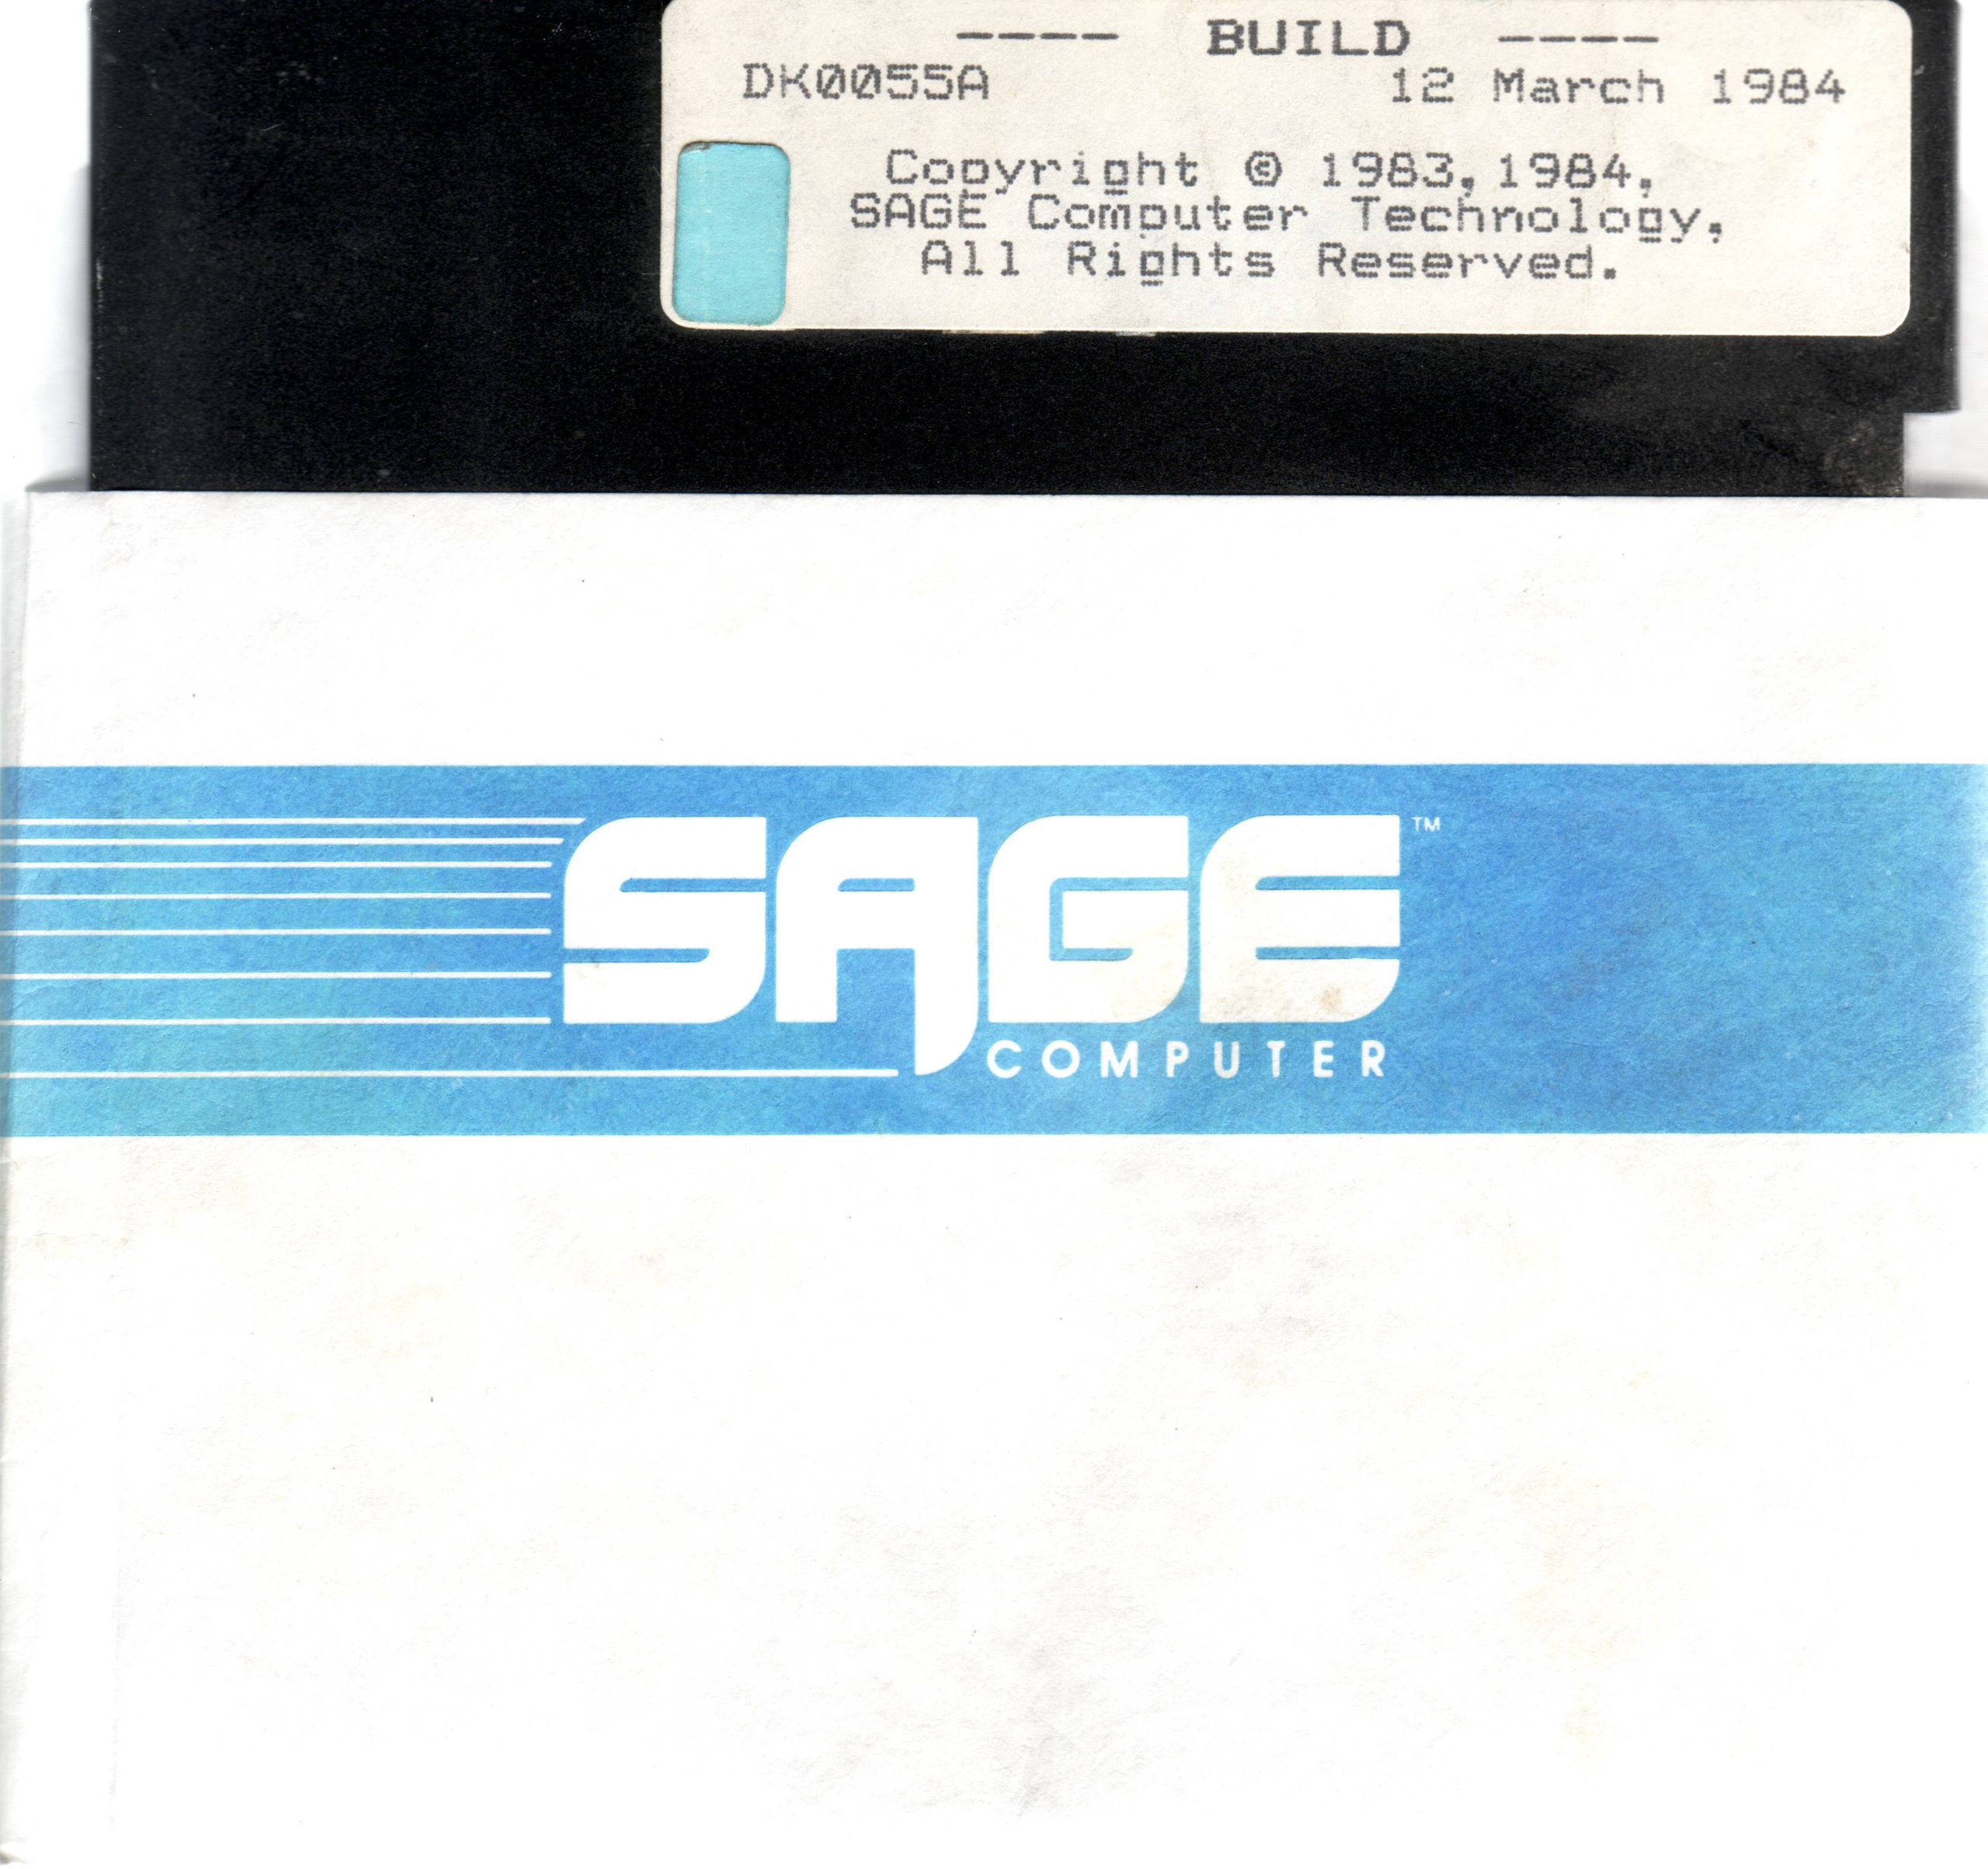 ---- BUILD ----
DK0055A 12 March 1984
Copyright © 1983,1984,
SAGE Computer Technology,
All Rights Reserved.
SAGE™
COMPUTER